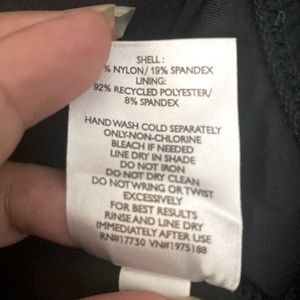 SHELL:
% NYLON/ 19% SPANDEX
LINING:
92% RECYCLED POLYESTER/
8% SPANDEX
HAND WASH COLD SEPARATELY
ONLY-NON-CHLORINE
BLEACH IF NEEDED
LINE DRY IN SHADE
DO NOT IRON
DO NOT DRY CLEAN
DO NOT WRING OR TWIST
EXCESSIVELY
FOR BEST RESULTS
RINSE AND LINE DRY
IMMEDIATELY AFTER USE
RN#17730 VN#1975188